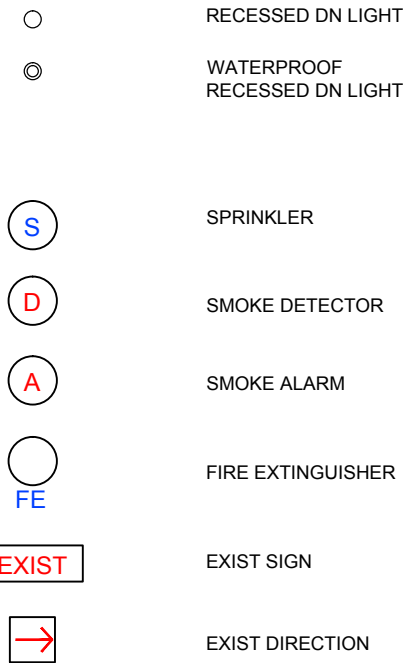 RECESSED DN LIGHT
WATERPROOF
RECESSED DN LIGHT
S SPRINKLER
D SMOKE DETECTOR
A SMOKE ALARM
FE FIRE EXTINGUISHER
EXIST EXIST SIGN
EXIST DIRECTION